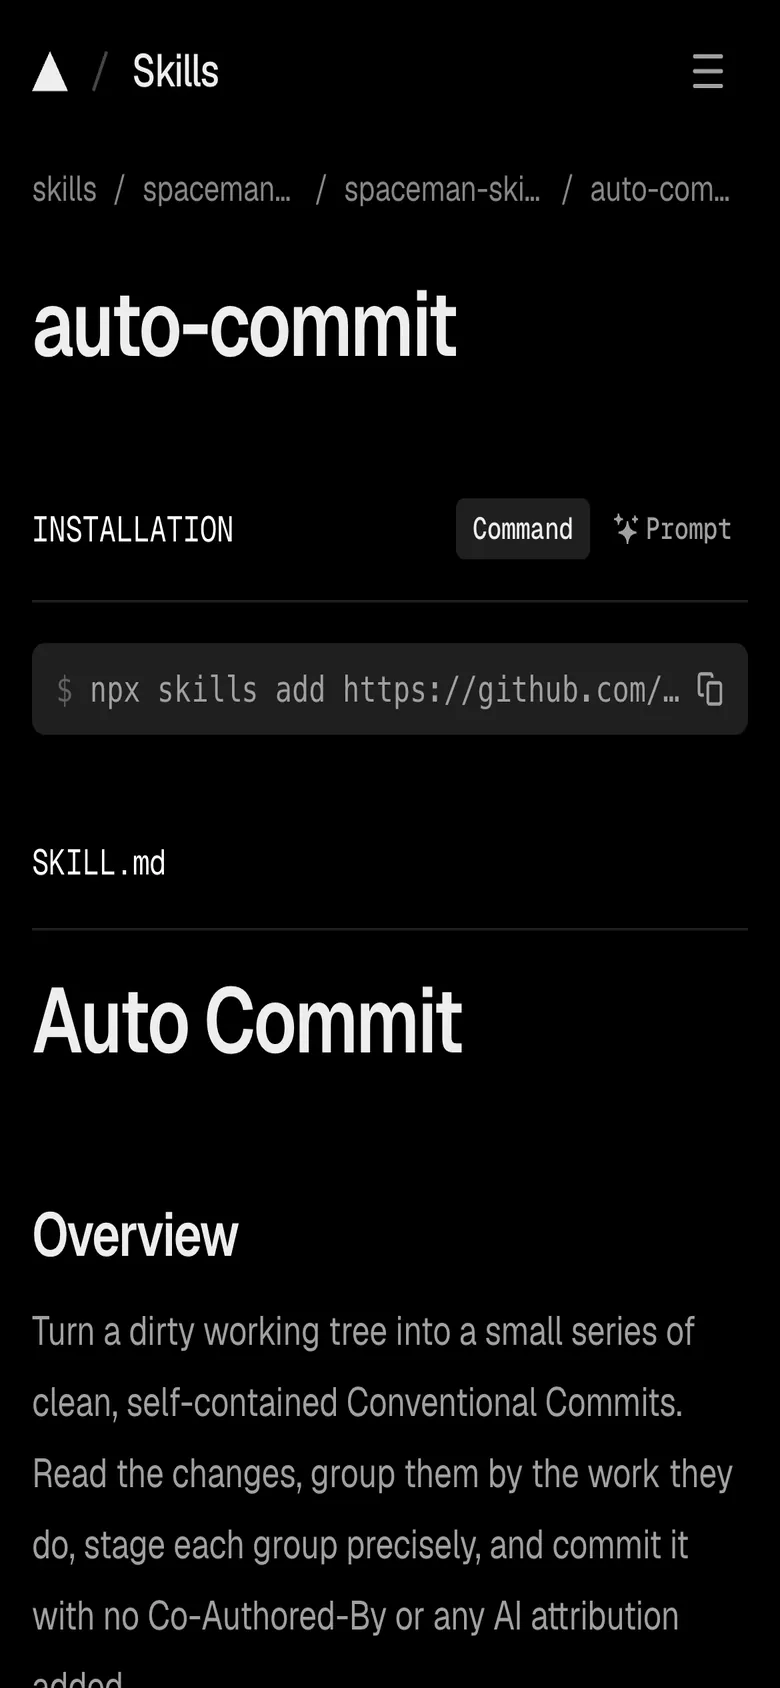 / Skills
skills / spaceman… / spaceman-ski… / auto-com…
auto-commit
INSTALLATION Command Prompt
$ npx skills add https://github.com/…
SKILL.md
Auto Commit
Overview
Turn a dirty working tree into a small series of
clean, self-contained Conventional Commits.
Read the changes, group them by the work they
do, stage each group precisely, and commit it
with no Co-Authored-By or any AI attribution
added